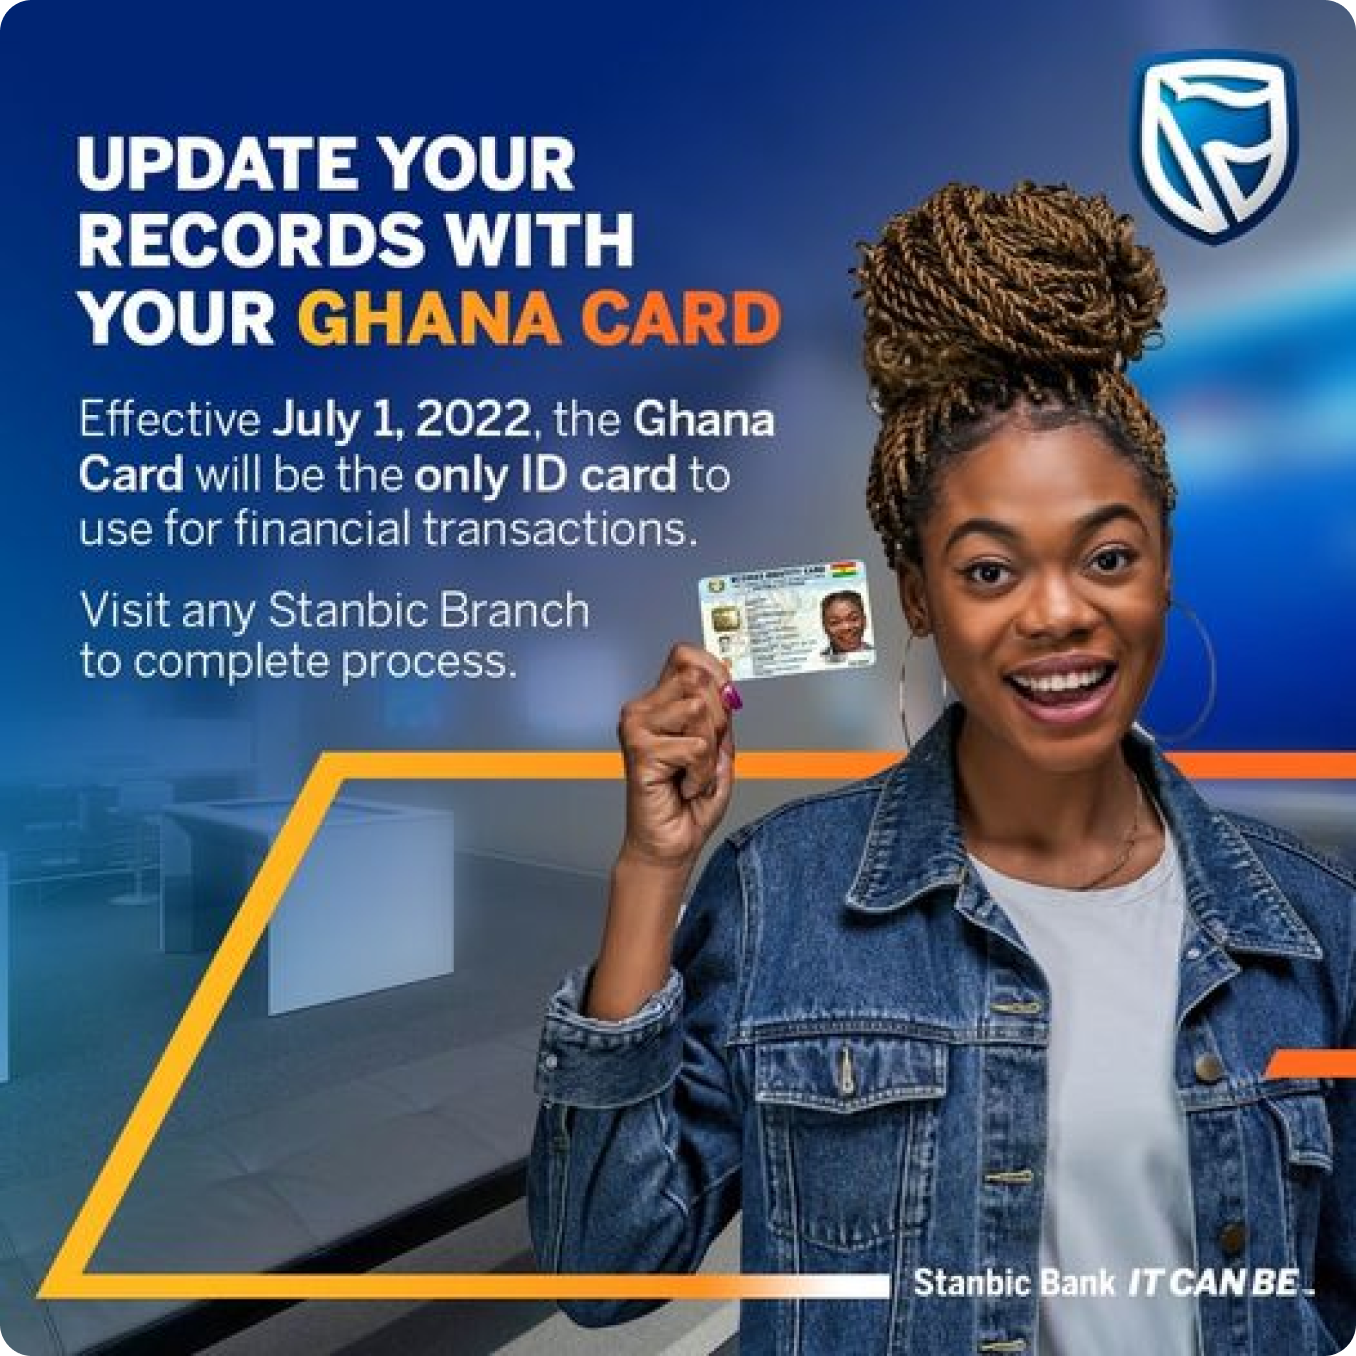 UPDATE YOUR
RECORDS WITH
YOUR GHANA CARD
Effective July 1, 2022, the Ghana
Card will be the only ID card to
use for financial transactions.
Visit any Stanbic Branch
to complete process.
Stanbic Bank IT CAN BE™